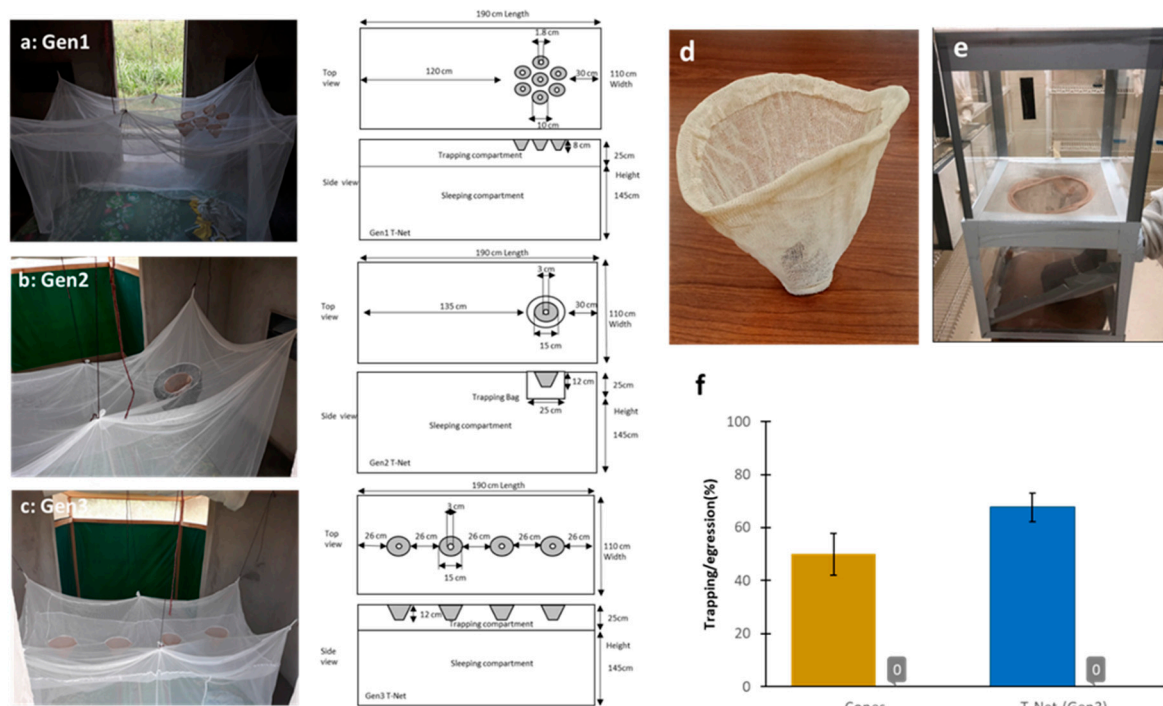 a: Gen1
190 cm Length
1.8 cm
Top view
120 cm
30 cm
110 cm Width
10 cm
8 cm
Trapping compartment
25cm
Side view
Sleeping compartment
Height
145cm
Gen1 T-Net
b: Gen2
190 cm Length
3 cm
Top view
135 cm
30 cm
110 cm Width
15 cm
12 cm
25cm
Trapping Bag
25 cm
Side view
Sleeping compartment
Height
145cm
Gen2 T-Net
c: Gen3
190 cm Length
3 cm
Top view
26 cm 26 cm 26 cm 26 cm 26 cm
110 cm Width
15 cm
12 cm
Trapping compartment
25cm
Side view
Sleeping compartment
Height
145cm
Gen3 T-Net
d
e
f
Trapping/egression(%)
100
80
60
40
20
0
0
0
Cones
T-Net (Gen2)